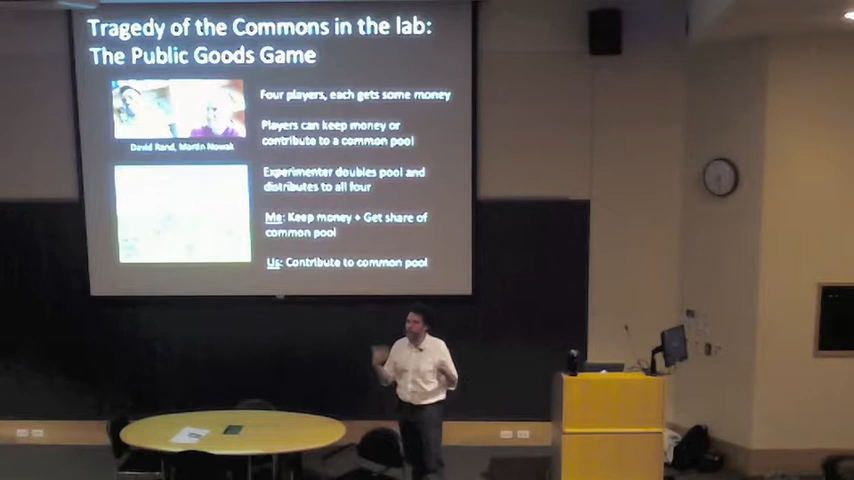 Tragedy of the Commons in the lab:
The Public Goods Game
David Rand, Martin Nowak
Four players, each gets some money
Players can keep money or
contribute to a common pool
Experimenter doubles pool and
distributes to all four
Me: Keep money + Get share of
common pool
Us: Contribute to common pool